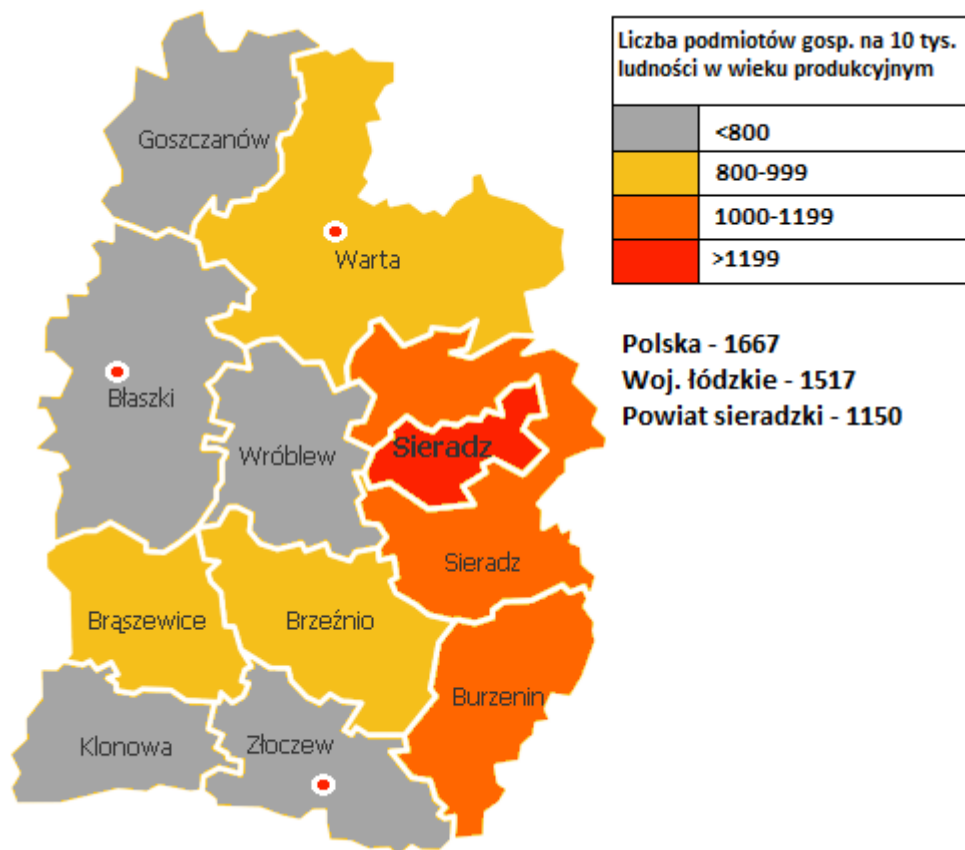 Liczba podmiotów gosp. na 10 tys.
ludności w wieku produkcyjnym
<800
800-999
1000-1199
>1199
Polska - 1667
Woj. łódzkie - 1517
Powiat sieradzki - 1150
Goszczanów
Warta
Błaszki
Wróblew
Sieradz
Sieradz
Brąszewice
Brzeźnio
Burzenin
Klonowa
Złoczew